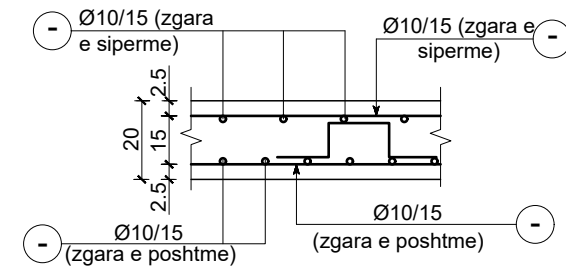 - Ø10/15 (zgara
e siperme)
Ø10/15 (zgara e
siperme) -
2.5
20
15
2.5
- Ø10/15
(zgara e poshtme)
Ø10/15
(zgara e poshtme) -